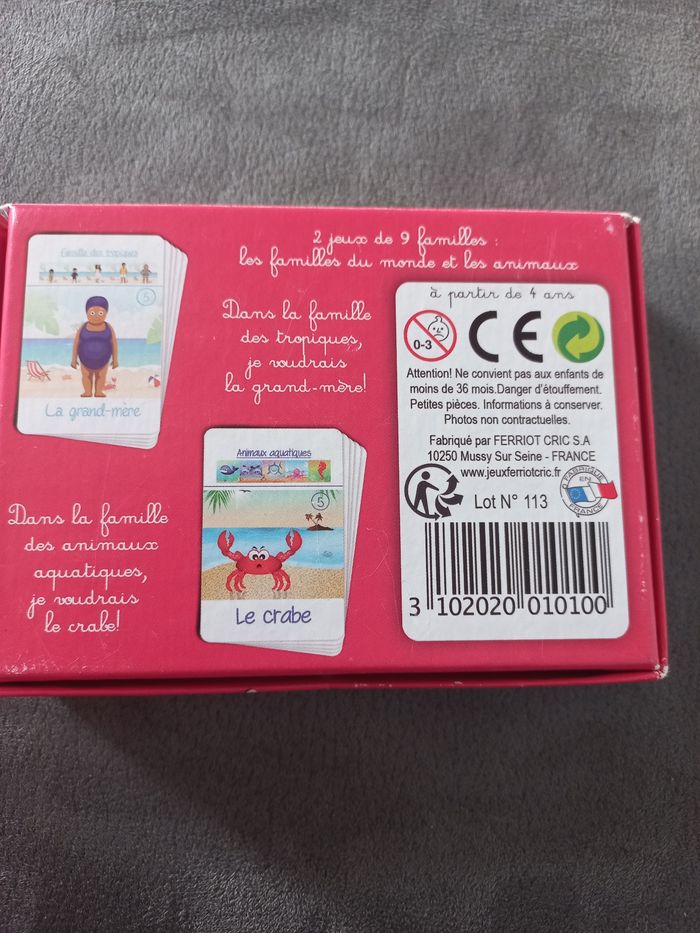 2 jeux de 9 familles :
les familles du monde et les animaux
Famille des tropiques
5
La grand-mère
Dans la famille
des tropiques,
je voudrais
la grand-mère!
Animaux aquatiques
5
Le crabe
Dans la famille
des animaux
aquatiques,
je voudrais
le crabe!
à partir de 4 ans
0-3
CE
Attention! Ne convient pas aux enfants de
moins de 36 mois.Danger d'étouffement.
Petites pièces. Informations à conserver.
Photos non contractuelles.
Fabriqué par FERRIOT CRIC S.A
10250 Mussy Sur Seine - FRANCE
www.jeuxferriotcric.fr
Lot N° 113
FABRIQUÉ
EN
FRANCE
3 102020 010100